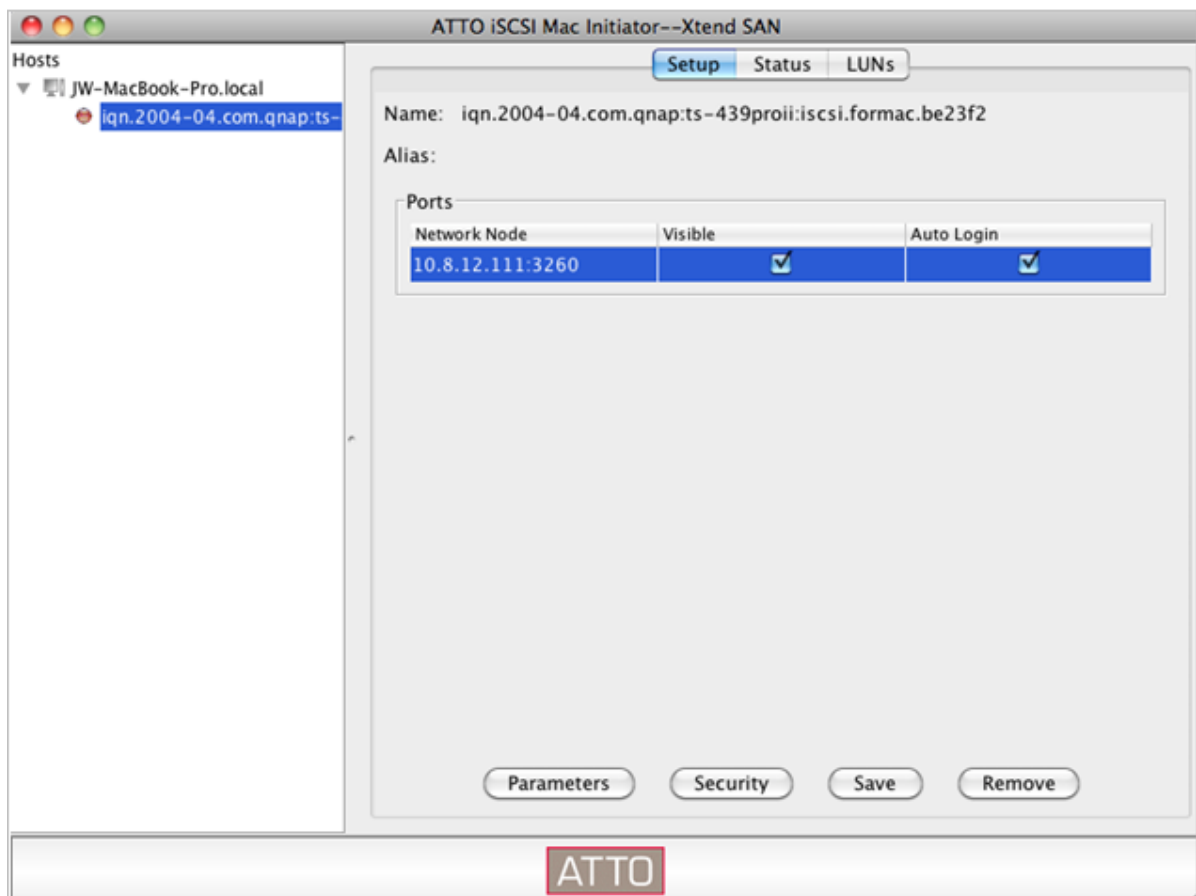 ATTO iSCSI Mac Initiator--Xtend SAN
Hosts
JW-MacBook-Pro.local
iqn.2004-04.com.qnap:ts-
Setup Status LUNs
Name: iqn.2004-04.com.qnap:ts-439proii:iscsi.formac.be23f2
Alias:
Ports
Network Node Visible Auto Login
10.8.12.111:3260
Parameters Security Save Remove
ATTO